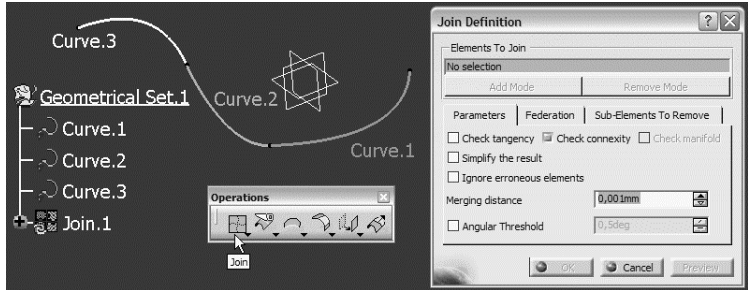 Curve.3
Curve.2
Curve.1
Geometrical Set.1
Curve.1
Curve.2
Curve.3
Join.1
Operations
Join
Join Definition
Elements To Join
No selection
Add Mode Remove Mode
Parameters Federation Sub-Elements To Remove
Check tangency Check connexity Check manifold
Simplify the result
Ignore erroneous elements
Merging distance 0,001mm
Angular Threshold 0,5deg
OK Cancel Preview